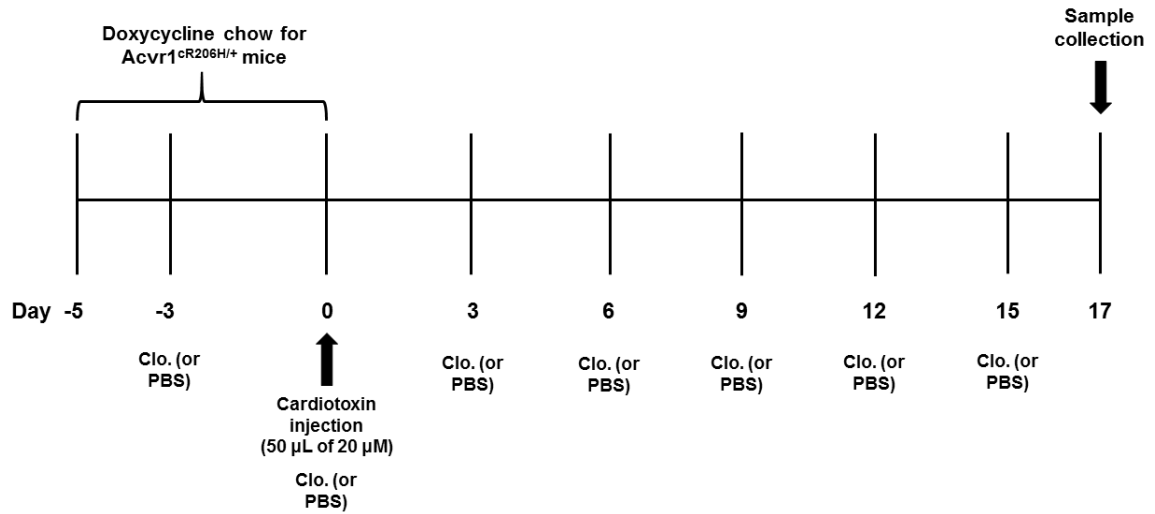 Sample
collection
Doxycycline chow for
Acvr1cR206H/+ mice
Day -5 -3 0 3 6 9 12 15 17
Clo. (or
PBS)
Cardiotoxin
injection
(50 µL of 20 µM)
Clo. (or
PBS)
Clo. (or
PBS)
Clo. (or
PBS)
Clo. (or
PBS)
Clo. (or
PBS)
Clo. (or
PBS)